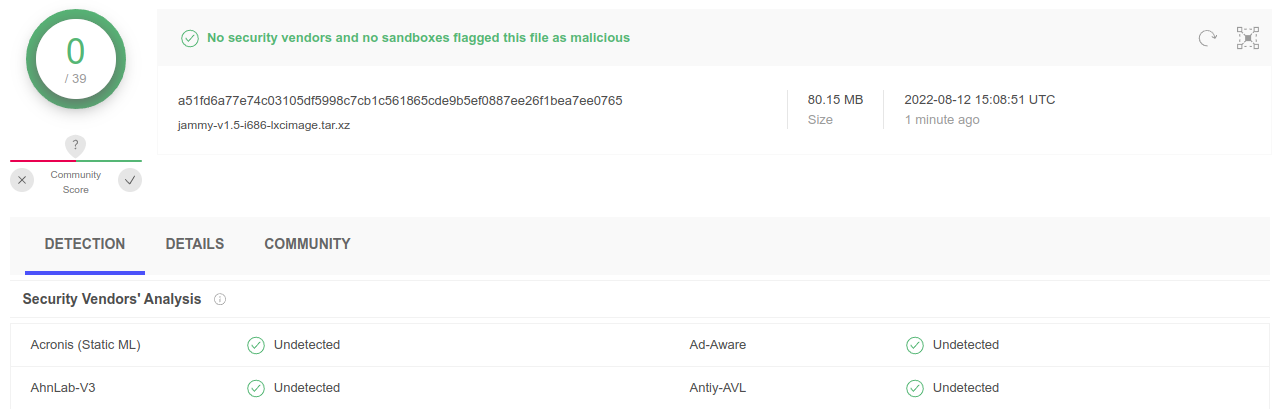 0
/ 39
?
Community
Score
No security vendors and no sandboxes flagged this file as malicious
a51fd6a77e74c03105df5998c7cb1c561865cde9b5ef0887ee26f1bea7ee0765
jammy-v1.5-i686-lxcimage.tar.xz
80.15 MB
Size
2022-08-12 15:08:51 UTC
1 minute ago
DETECTION DETAILS COMMUNITY
Security Vendors' Analysis
Acronis (Static ML) Undetected Ad-Aware Undetected
AhnLab-V3 Undetected Antiy-AVL Undetected